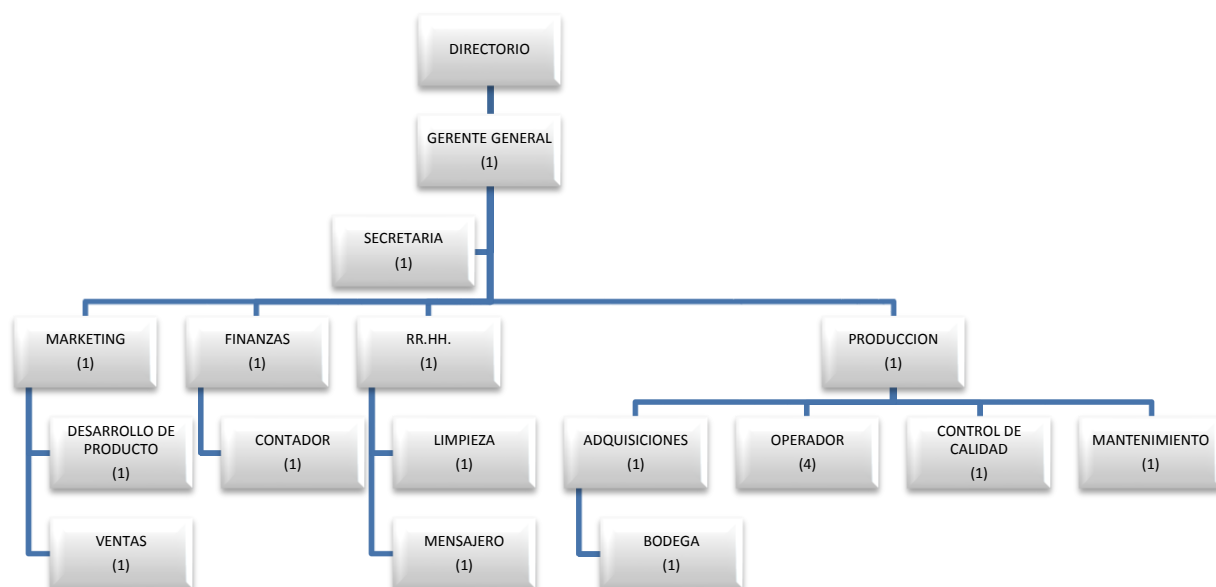 DIRECTORIO
GERENTE GENERAL
(1)
SECRETARIA
(1)
MARKETING
(1)
FINANZAS
(1)
RR.HH.
(1)
PRODUCCION
(1)
DESARROLLO DE
PRODUCTO
(1)
CONTADOR
(1)
LIMPIEZA
(1)
ADQUISICIONES
(1)
OPERADOR
(4)
CONTROL DE
CALIDAD
(1)
MANTENIMIENTO
(1)
VENTAS
(1)
MENSAJERO
(1)
BODEGA
(1)